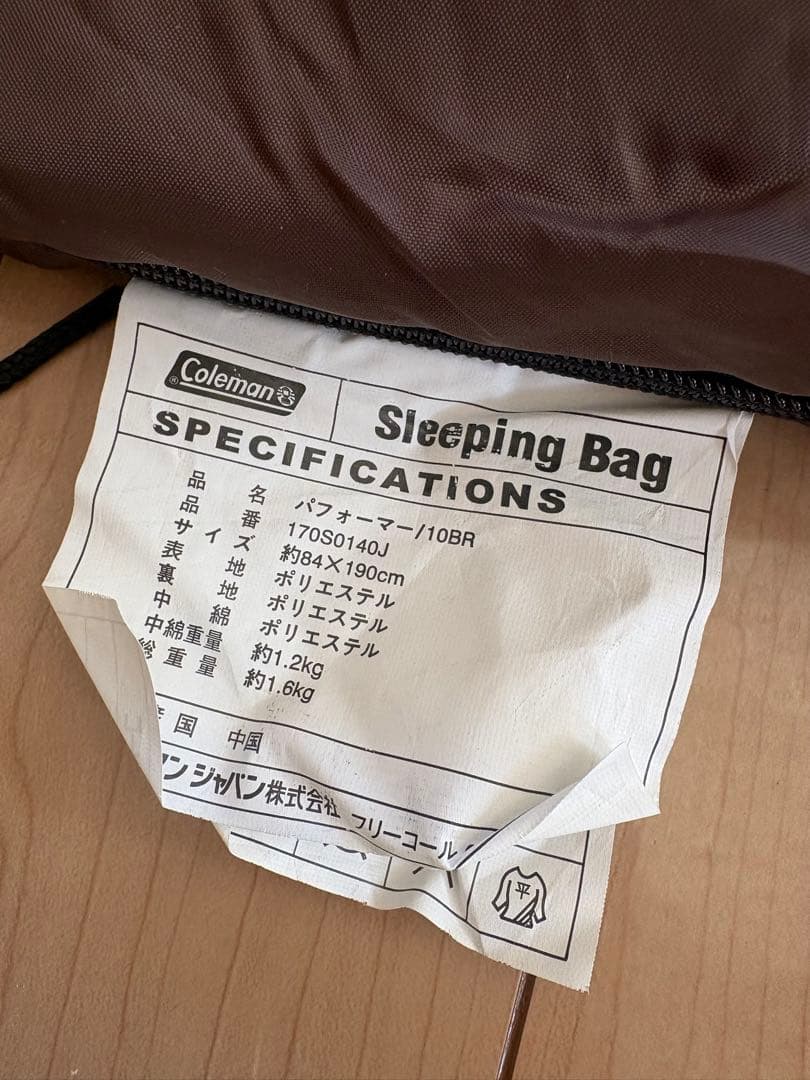 Coleman®
Sleeping Bag
SPECIFICATIONS
品名 パフォーマー/10BR
品番 170S0140J
サイズ 約84×190cm
表地 ポリエステル
裏地 ポリエステル
中綿 ポリエステル
中綿重量 約1.2kg
総重量 約1.6kg
国 中国
ン ジャパン株式会社 フリーコール
平